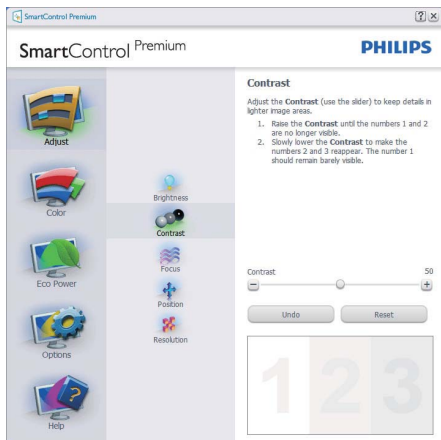 SmartControl Premium
? ×
SmartControl Premium
PHILIPS
Adjust
Color
Eco Power
Options
Help
Brightness
Contrast
Focus
Position
Resolution
Contrast
Adjust the Contrast (use the slider) to keep details in
lighter image areas.
1. Raise the Contrast until the numbers 1 and 2
are no longer visible.
2. Slowly lower the Contrast to make the
numbers 2 and 3 reappear. The number 1
should remain barely visible.
Contrast 50
− +
Undo Reset
1 2 3